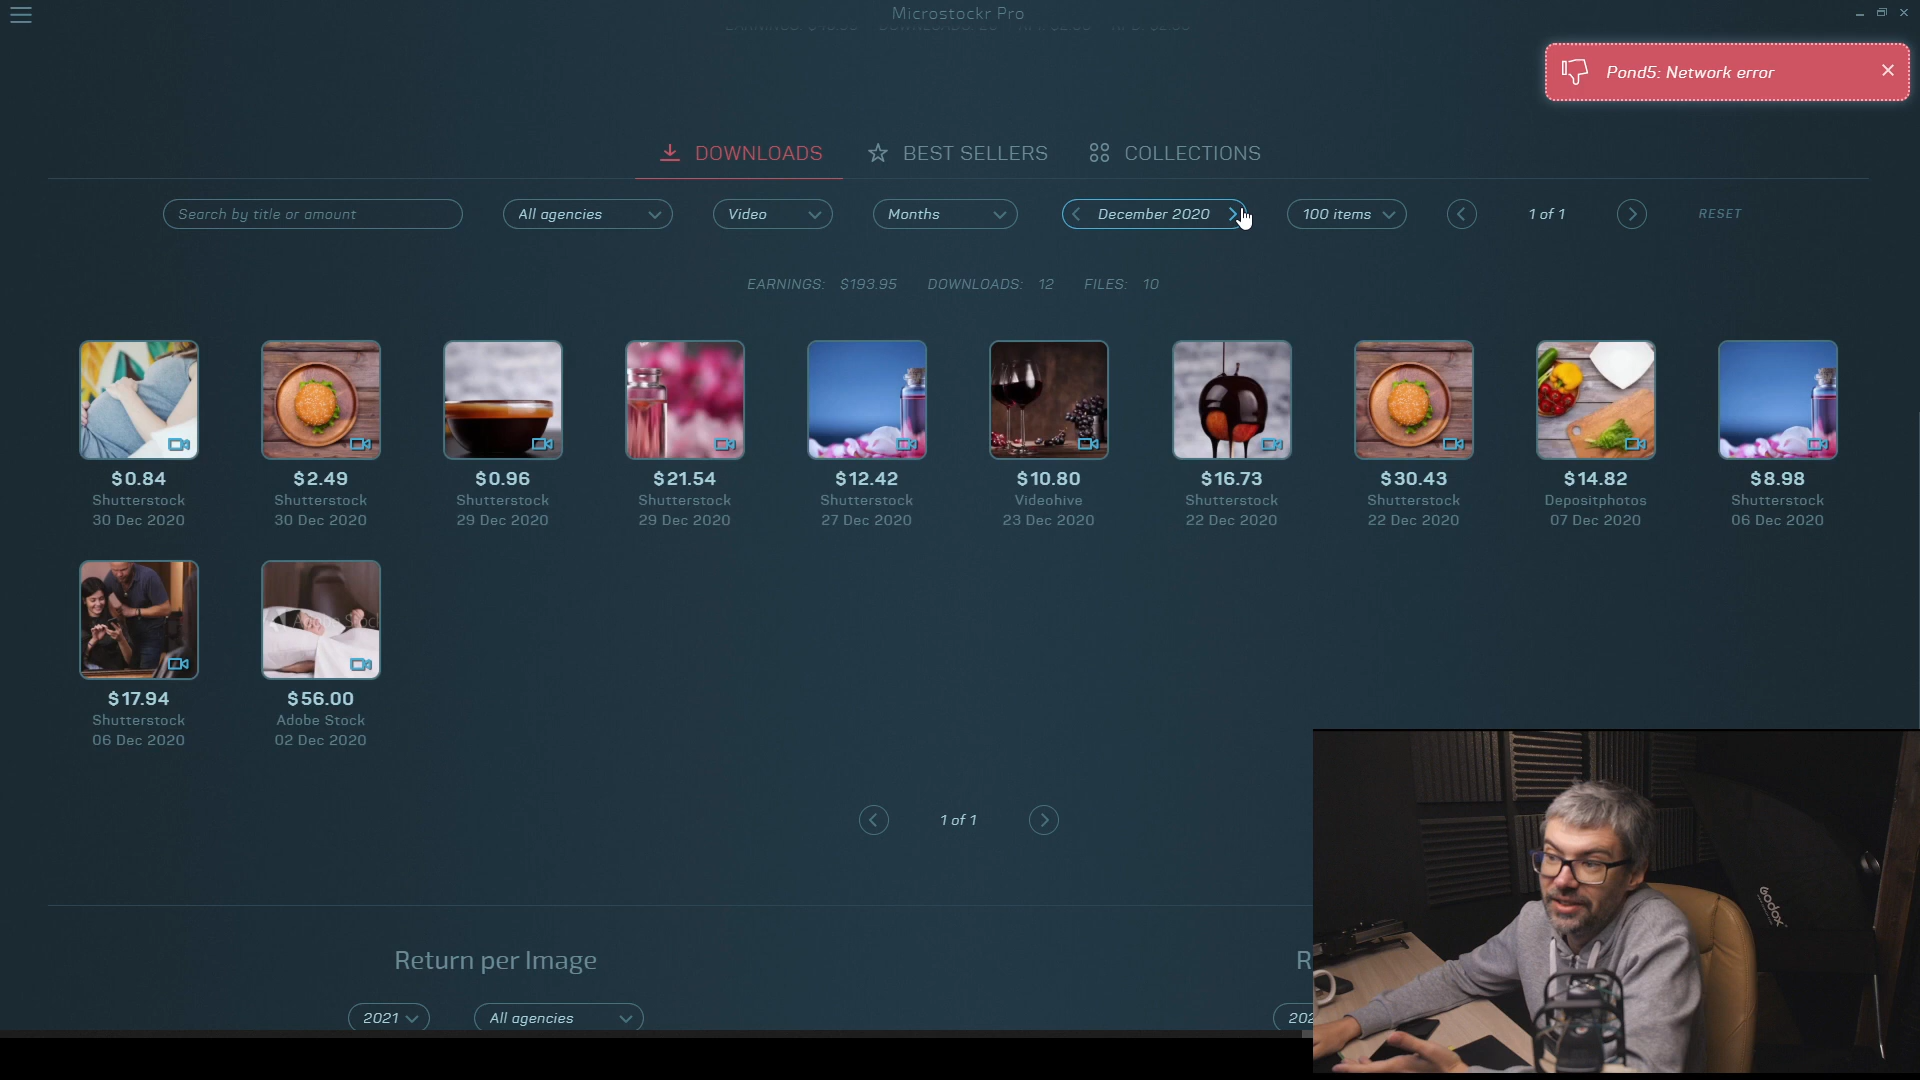 Microstockr Pro
Pond5: Network error
DOWNLOADS BEST SELLERS COLLECTIONS
Search by title or amount All agencies Video Months December 2020 100 items 1 of 1 RESET
EARNINGS: $193.95 DOWNLOADS: 12 FILES: 10
$0.84 $2.49 $0.96 $21.54 $12.42 $10.80 $16.73 $30.43 $14.82 $8.98
Shutterstock Shutterstock Shutterstock Shutterstock Shutterstock Videohive Shutterstock Shutterstock Depositphotos Shutterstock
30 Dec 2020 30 Dec 2020 29 Dec 2020 29 Dec 2020 27 Dec 2020 23 Dec 2020 22 Dec 2020 22 Dec 2020 07 Dec 2020 06 Dec 2020
$17.94 $56.00
Shutterstock Adobe Stock
06 Dec 2020 02 Dec 2020
1 of 1
Godox
Return per Image
2021 All agencies